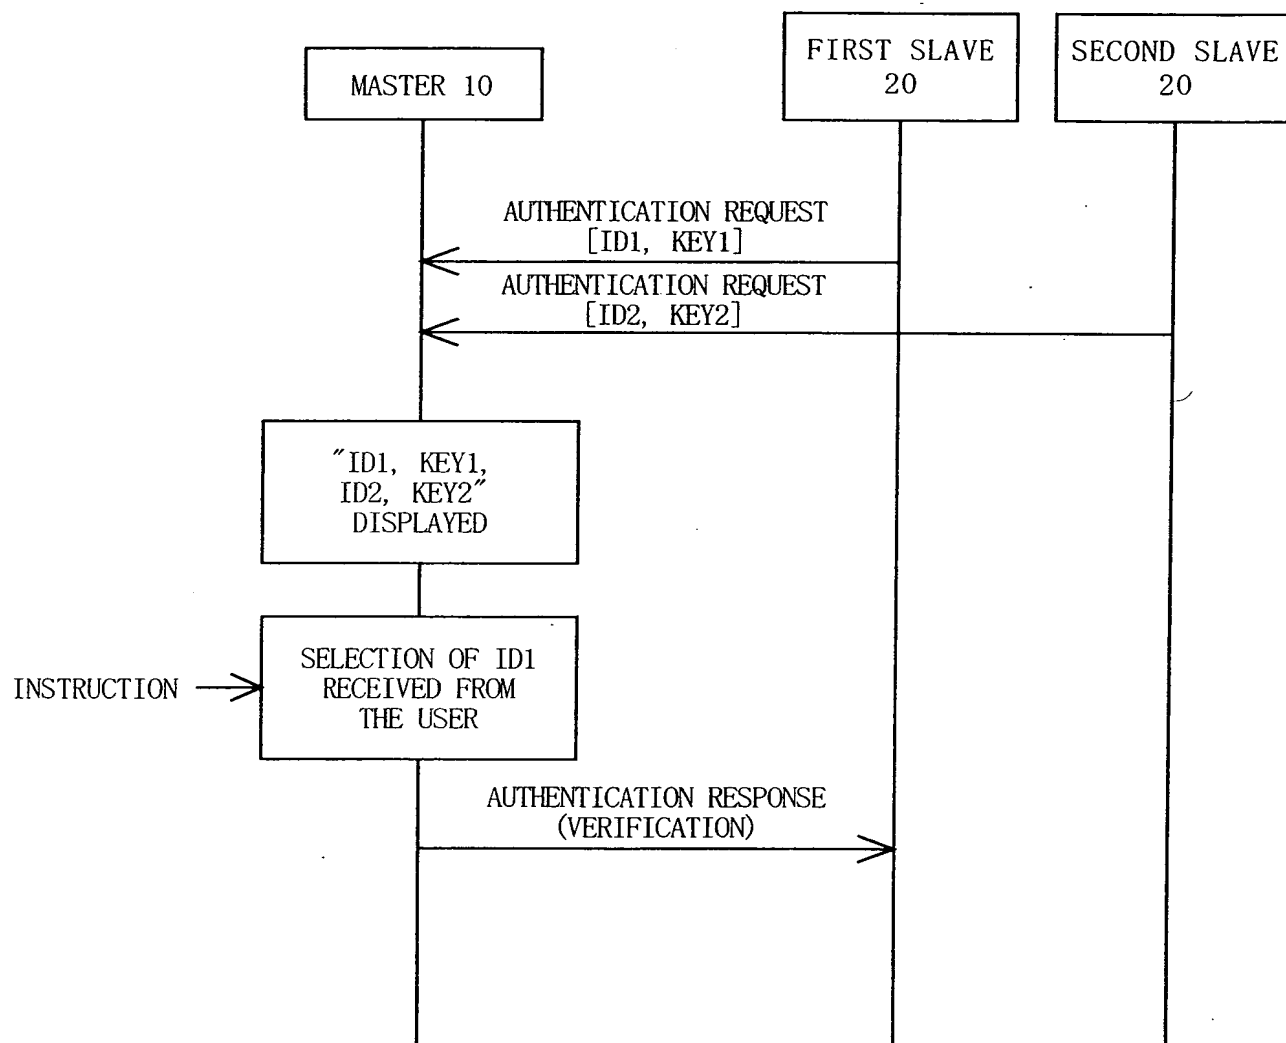 MASTER 10
FIRST SLAVE
20
SECOND SLAVE
20
AUTHENTICATION REQUEST
[ID1, KEY1]
AUTHENTICATION REQUEST
[ID2, KEY2]
"ID1, KEY1,
ID2, KEY2"
DISPLAYED
INSTRUCTION
SELECTION OF ID1
RECEIVED FROM
THE USER
AUTHENTICATION RESPONSE
(VERIFICATION)